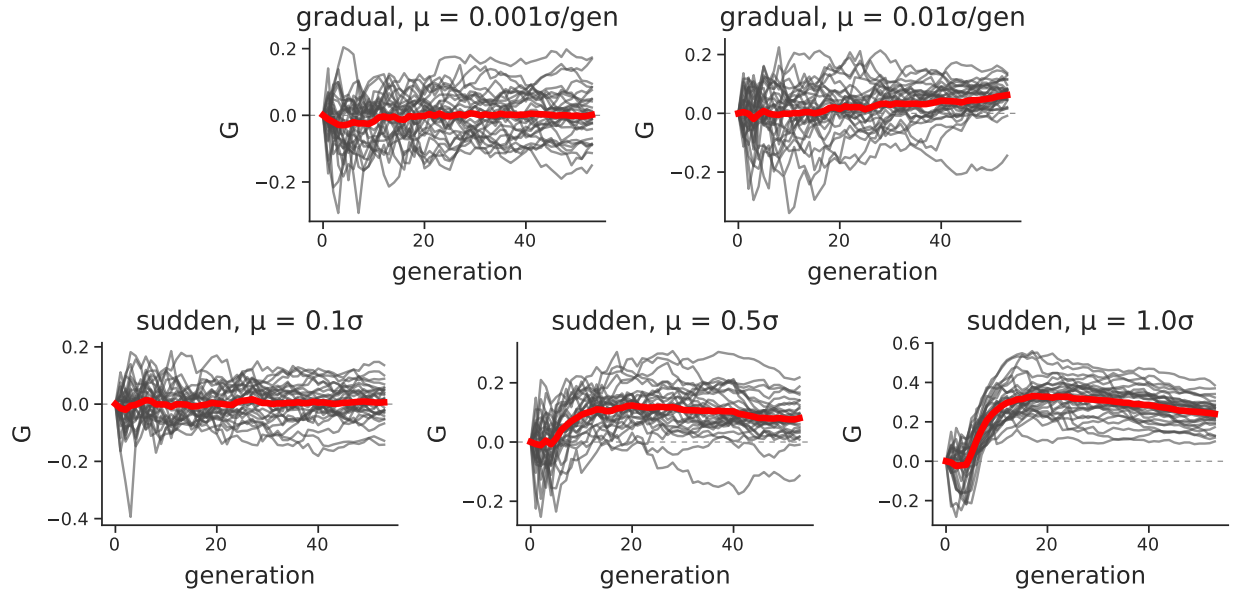 gradual, μ = 0.001σ/gen
0.2
0.0
−0.2
G
0
20
40
generation
gradual, μ = 0.01σ/gen
0.2
0.0
−0.2
G
0
20
40
generation
sudden, μ = 0.1σ
0.2
0.0
−0.2
−0.4
G
0
20
40
generation
sudden, μ = 0.5σ
0.2
0.0
−0.2
G
0
20
40
generation
sudden, μ = 1.0σ
0.6
0.4
0.2
0.0
−0.2
G
0
20
40
generation